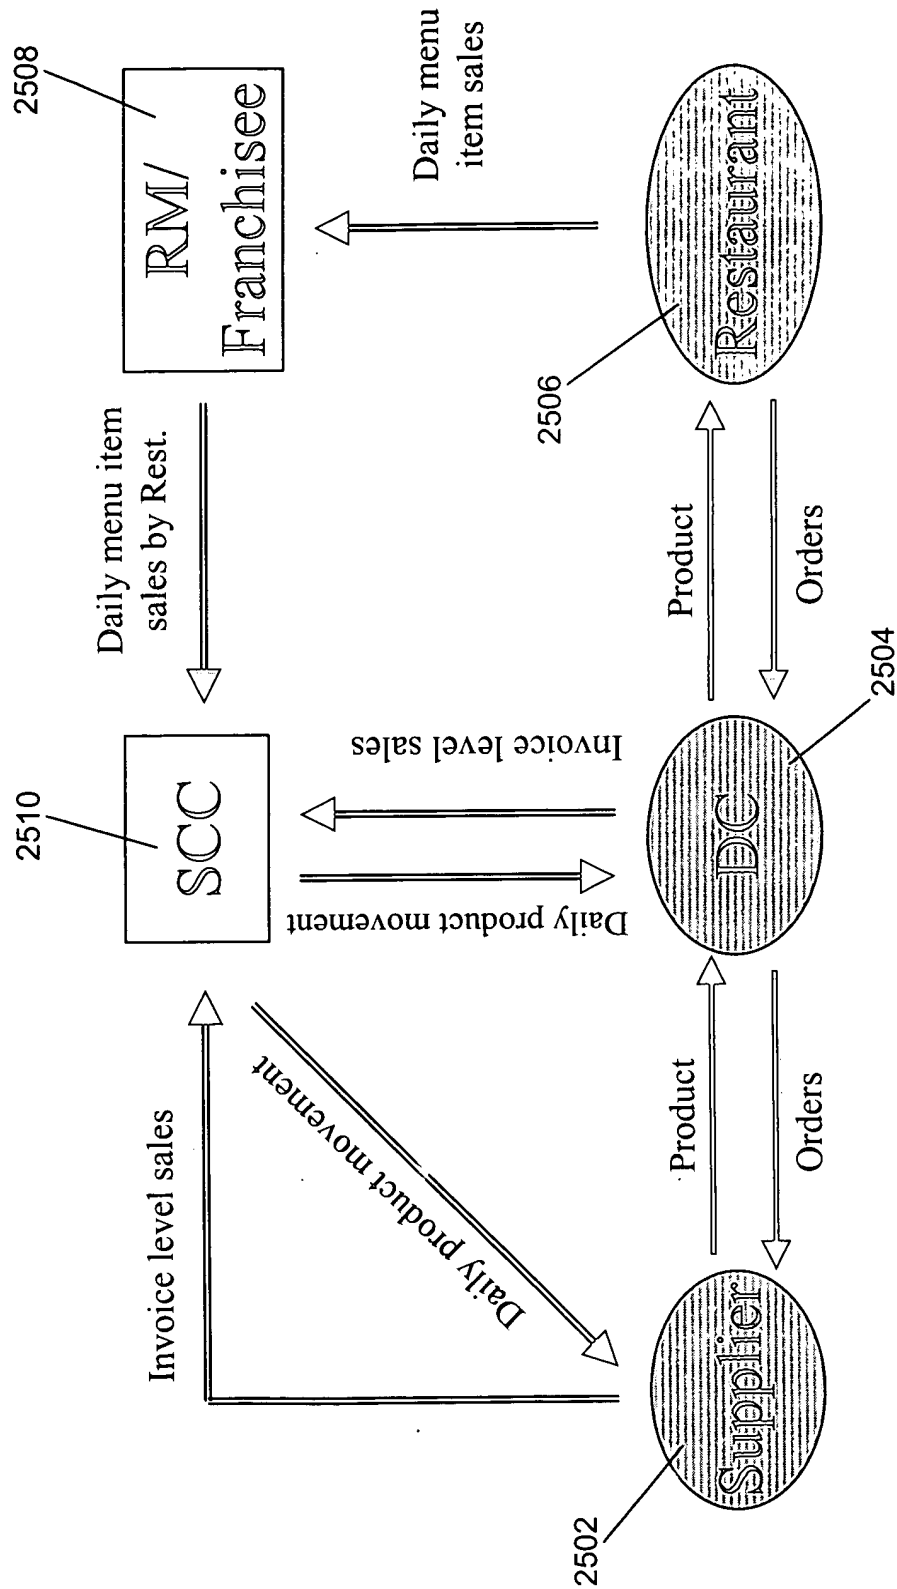 2510
SCC
2508
RM/
Franchisee
Invoice level sales
Daily menu item
sales by Rest.
Daily product movement
Daily product movement
Invoice level sales
Daily menu
item sales
2502
Supplier
Product
Orders
DC
2504
Product
Orders
2506
Restaurant